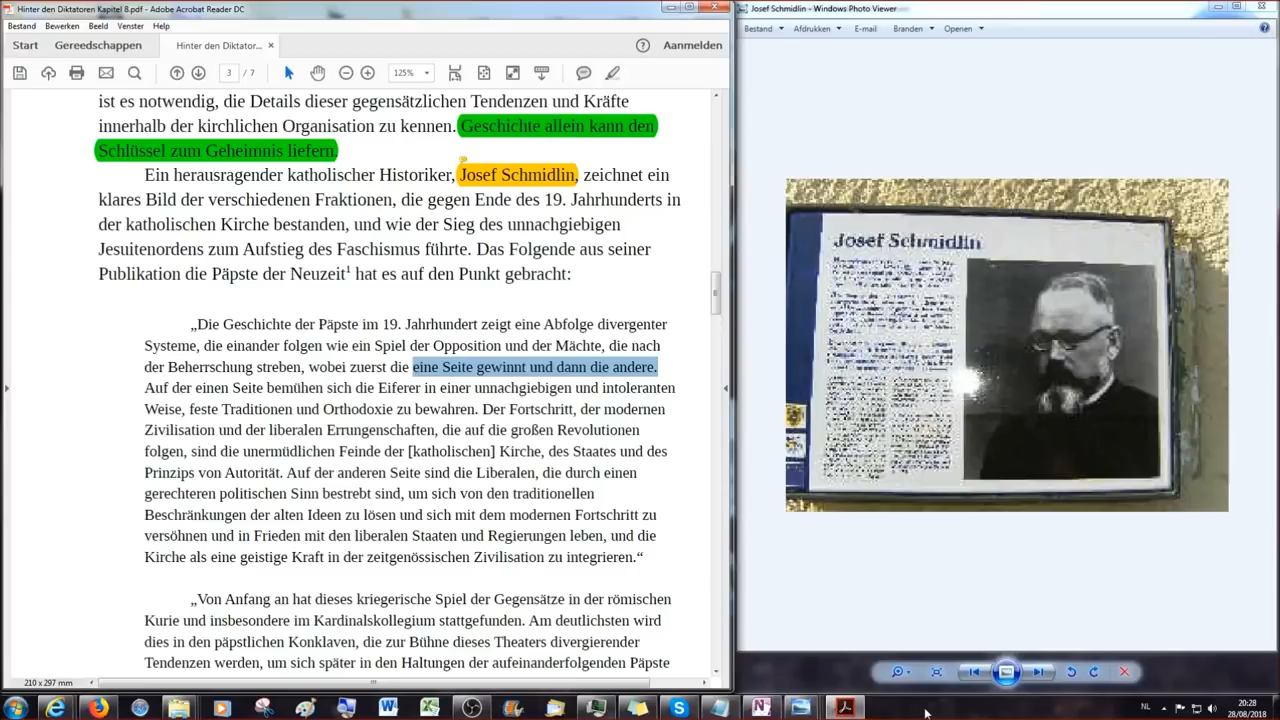 Hinter den Diktatoren Kapitel 8.pdf - Adobe Acrobat Reader DC
Bestand Bewerken Beeld Venster Help
Start Gereedschappen Hinter den Diktator... × Aanmelden
3 / 7 125%
ist es notwendig, die Details dieser gegensätzlichen Tendenzen und Kräfte
innerhalb der kirchlichen Organisation zu kennen. Geschichte allein kann den
Schlüssel zum Geheimnis liefern.
Ein herausragender katholischer Historiker, Josef Schmidlin, zeichnet ein
klares Bild der verschiedenen Fraktionen, die gegen Ende des 19. Jahrhunderts in
der katholischen Kirche bestanden, und wie der Sieg des unnachgiebigen
Jesuitenordens zum Aufstieg des Faschismus führte. Das Folgende aus seiner
Publikation die Päpste der Neuzeit¹ hat es auf den Punkt gebracht:
„Die Geschichte der Päpste im 19. Jahrhundert zeigt eine Abfolge divergenter
Systeme, die einander folgen wie ein Spiel der Opposition und der Mächte, die nach
der Beherrschung streben, wobei zuerst die eine Seite gewinnt und dann die andere.
Auf der einen Seite bemühen sich die Eiferer in einer unnachgiebigen und intoleranten
Weise, feste Traditionen und Orthodoxie zu bewahren. Der Fortschritt, der modernen
Zivilisation und der liberalen Errungenschaften, die auf die großen Revolutionen
folgen, sind die unermüdlichen Feinde der [katholischen] Kirche, des Staates und des
Prinzips von Autorität. Auf der anderen Seite sind die Liberalen, die durch einen
gerechteren politischen Sinn bestrebt sind, um sich von den traditionellen
Beschränkungen der alten Ideen zu lösen und sich mit dem modernen Fortschritt zu
versöhnen und in Frieden mit den liberalen Staaten und Regierungen leben, und die
Kirche als eine geistige Kraft in der zeitgenössischen Zivilisation zu integrieren.“
„Von Anfang an hat dieses kriegerische Spiel der Gegensätze in der römischen
Kurie und insbesondere im Kardinalskollegium stattgefunden. Am deutlichsten wird
dies in den päpstlichen Konklaven, die zur Bühne dieses Theaters divergierender
Tendenzen werden, um sich später in den Haltungen der aufeinanderfolgenden Päpste
210 x 297 mm
Josef Schmidlin - Windows Photo Viewer
Bestand Afdrukken E-mail Branden Openen
Josef Schmidlin
NL
20:28
28/08/2018